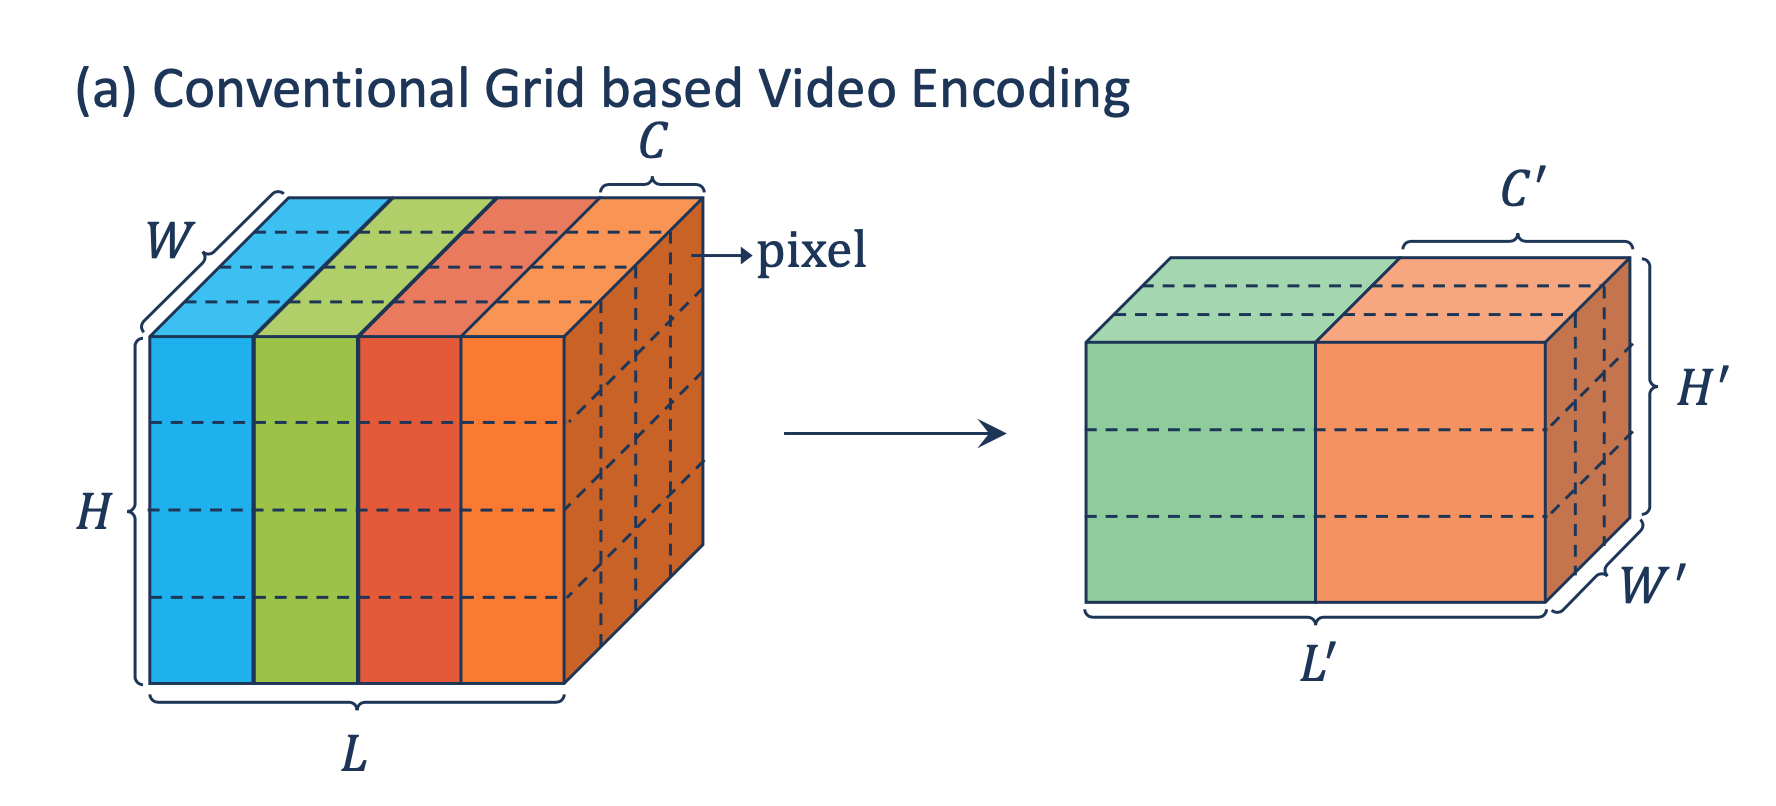 (a) Conventional Grid based Video Encoding
C
C′
W
pixel
H′
H
W′
L′
L